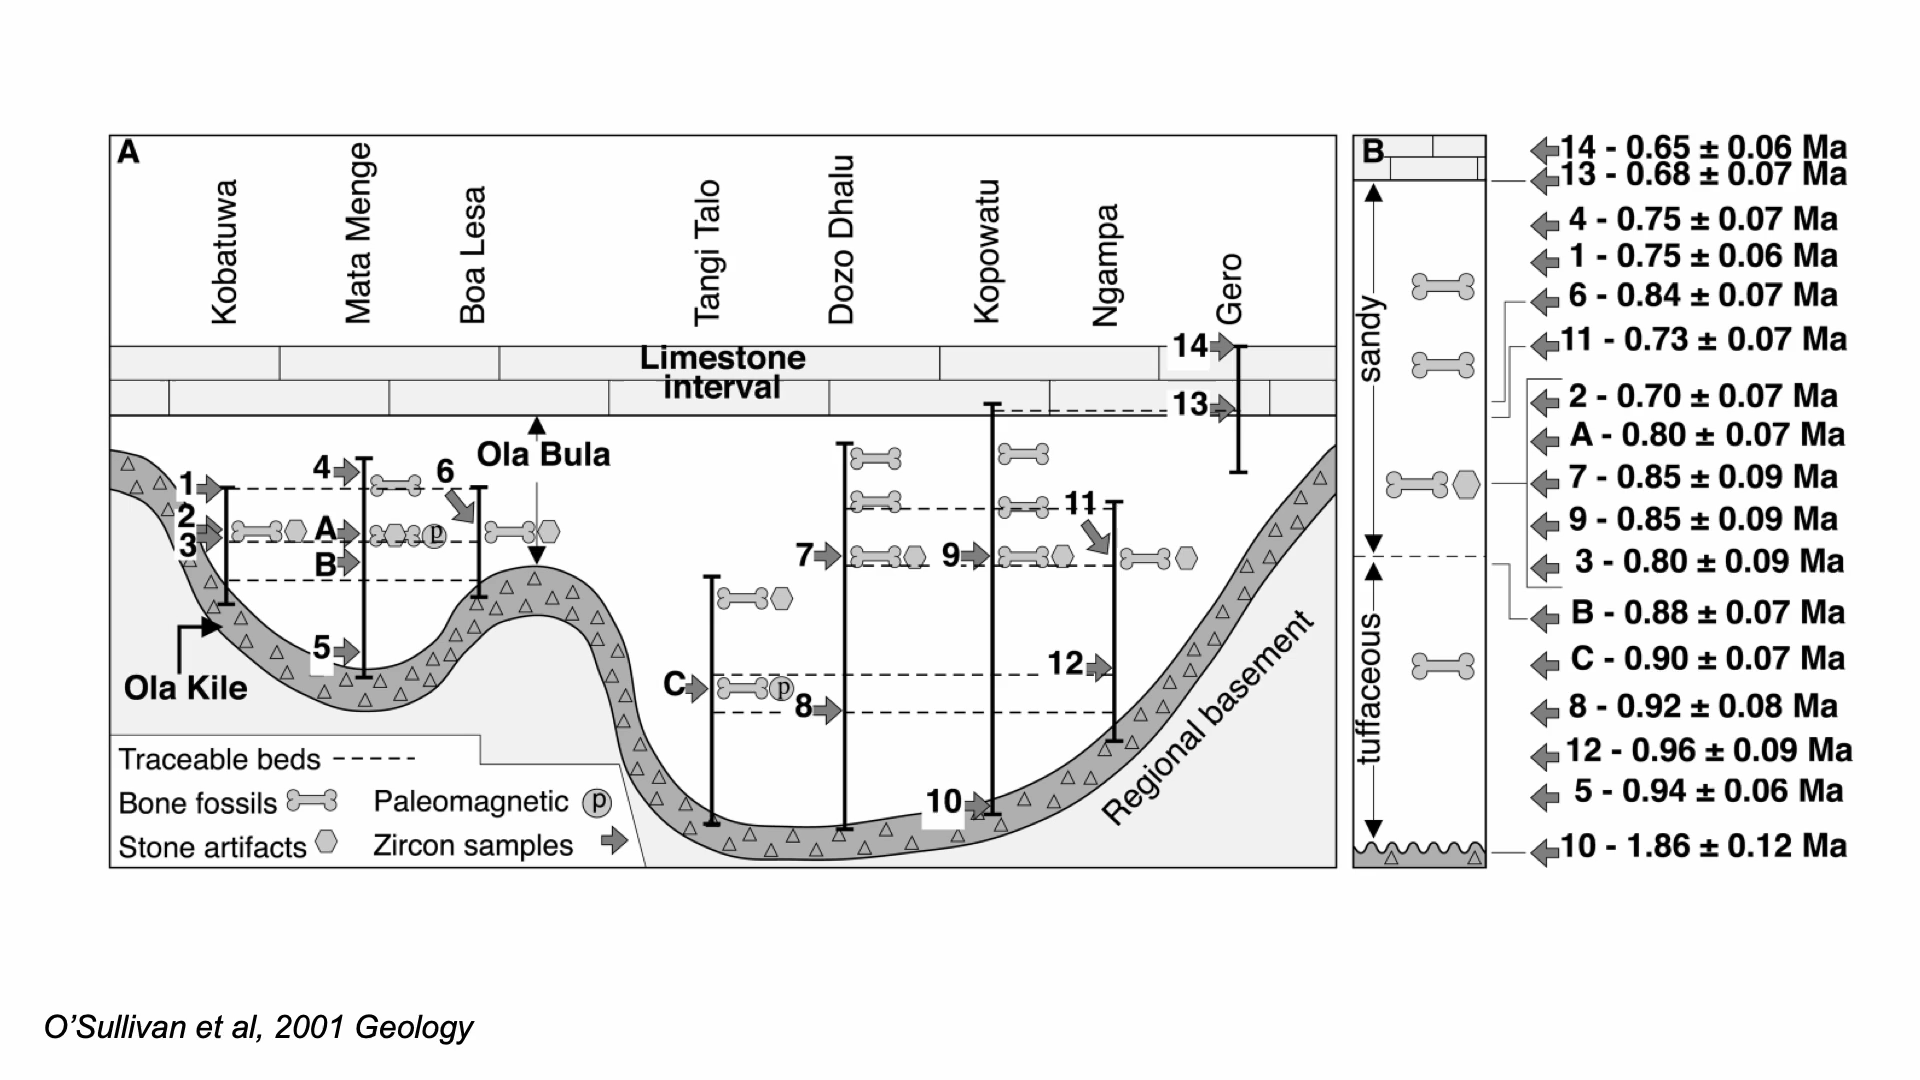 A
Kobatuwa
Mata Menge
Boa Lesa
Tangi Talo
Dozo Dhalu
Kopowatu
Ngampa
Gero
Limestone
interval
14
13
Ola Bula
1
2
3
4
A
B
5
6
7
8
9
10
11
12
C
p
p
Ola Kile
Regional basement
Traceable beds
Bone fossils
Paleomagnetic p
Stone artifacts
Zircon samples
B
sandy
tuffaceous
14 - 0.65 ± 0.06 Ma
13 - 0.68 ± 0.07 Ma
4 - 0.75 ± 0.07 Ma
1 - 0.75 ± 0.06 Ma
6 - 0.84 ± 0.07 Ma
11 - 0.73 ± 0.07 Ma
2 - 0.70 ± 0.07 Ma
A - 0.80 ± 0.07 Ma
7 - 0.85 ± 0.09 Ma
9 - 0.85 ± 0.09 Ma
3 - 0.80 ± 0.09 Ma
B - 0.88 ± 0.07 Ma
C - 0.90 ± 0.07 Ma
8 - 0.92 ± 0.08 Ma
12 - 0.96 ± 0.09 Ma
5 - 0.94 ± 0.06 Ma
10 - 1.86 ± 0.12 Ma
O’Sullivan et al, 2001 Geology